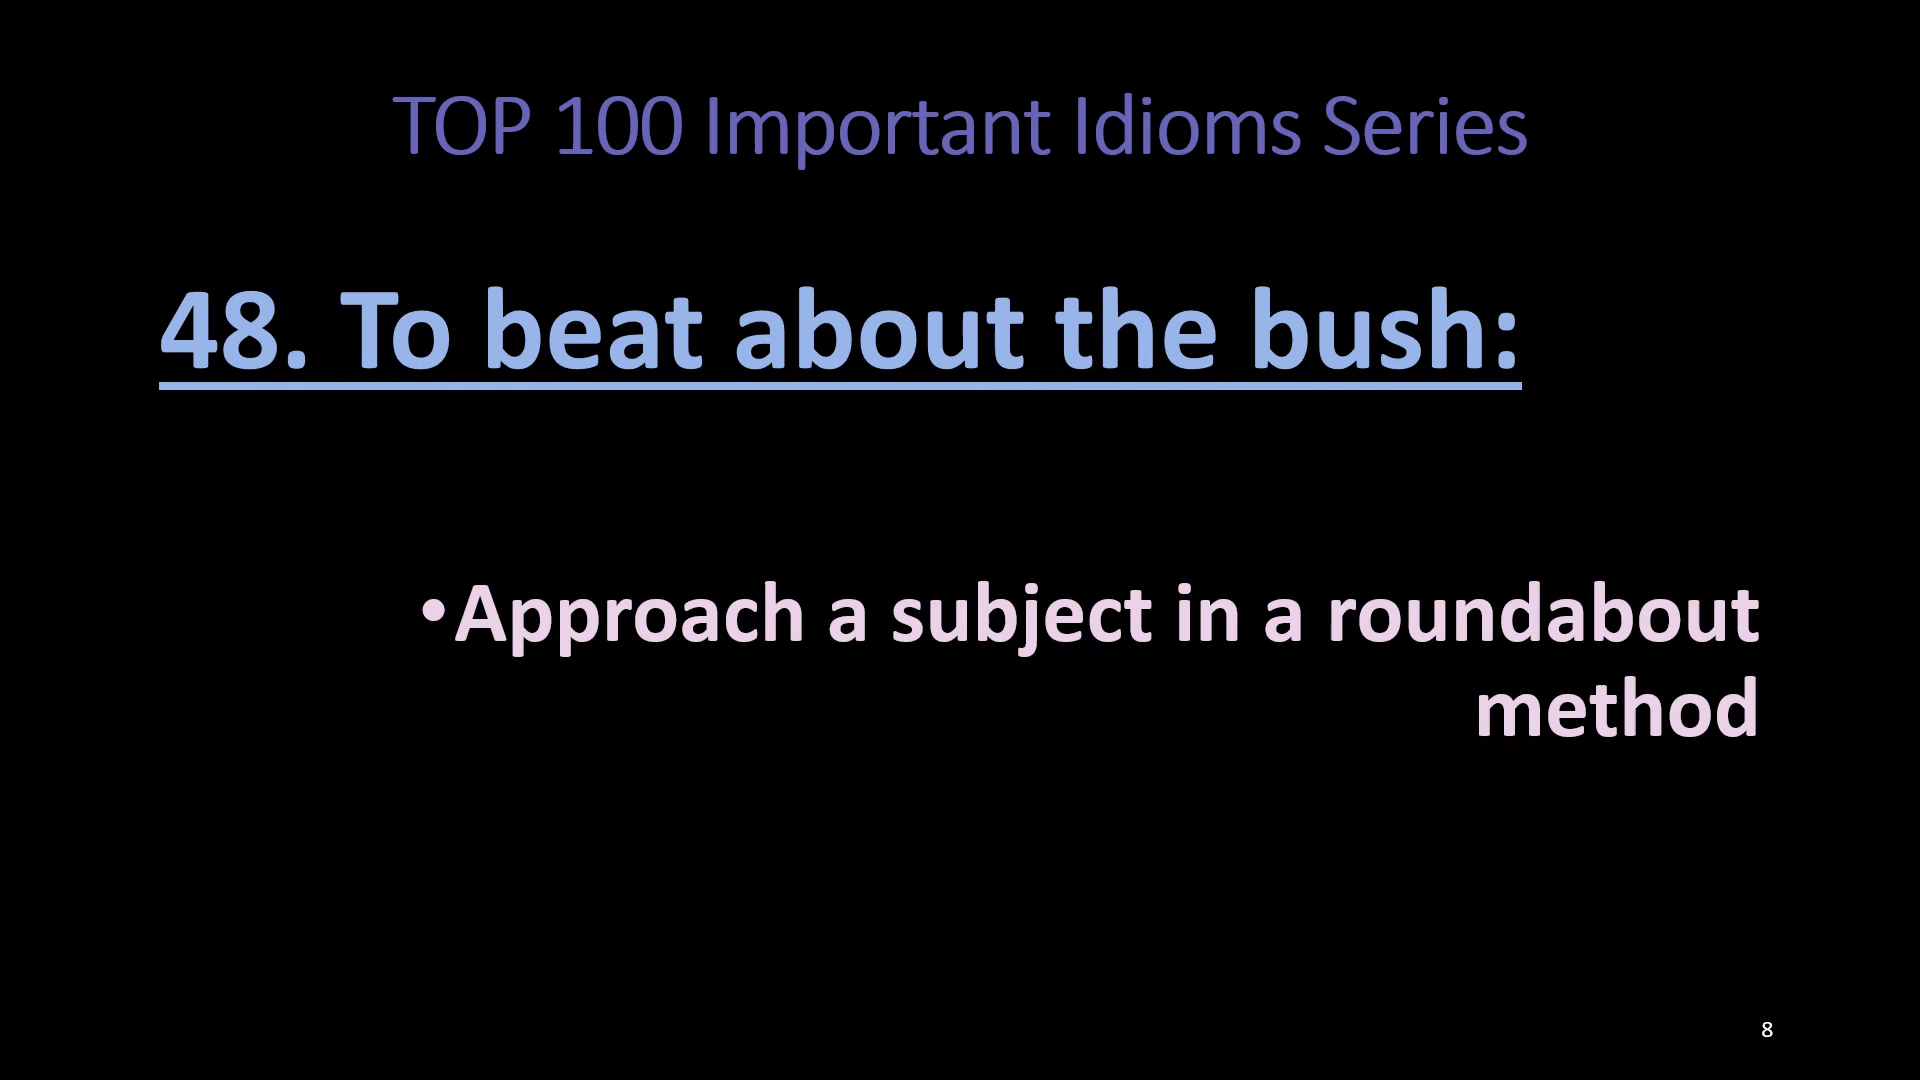 TOP 100 Important Idioms Series
48. To beat about the bush:
•Approach a subject in a roundabout
method
8